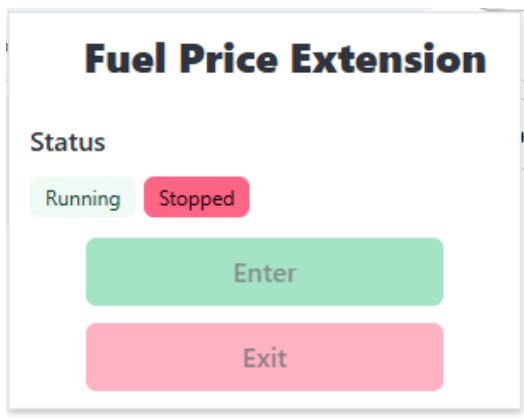 Fuel Price Extension
Status
Running Stopped
Enter
Exit